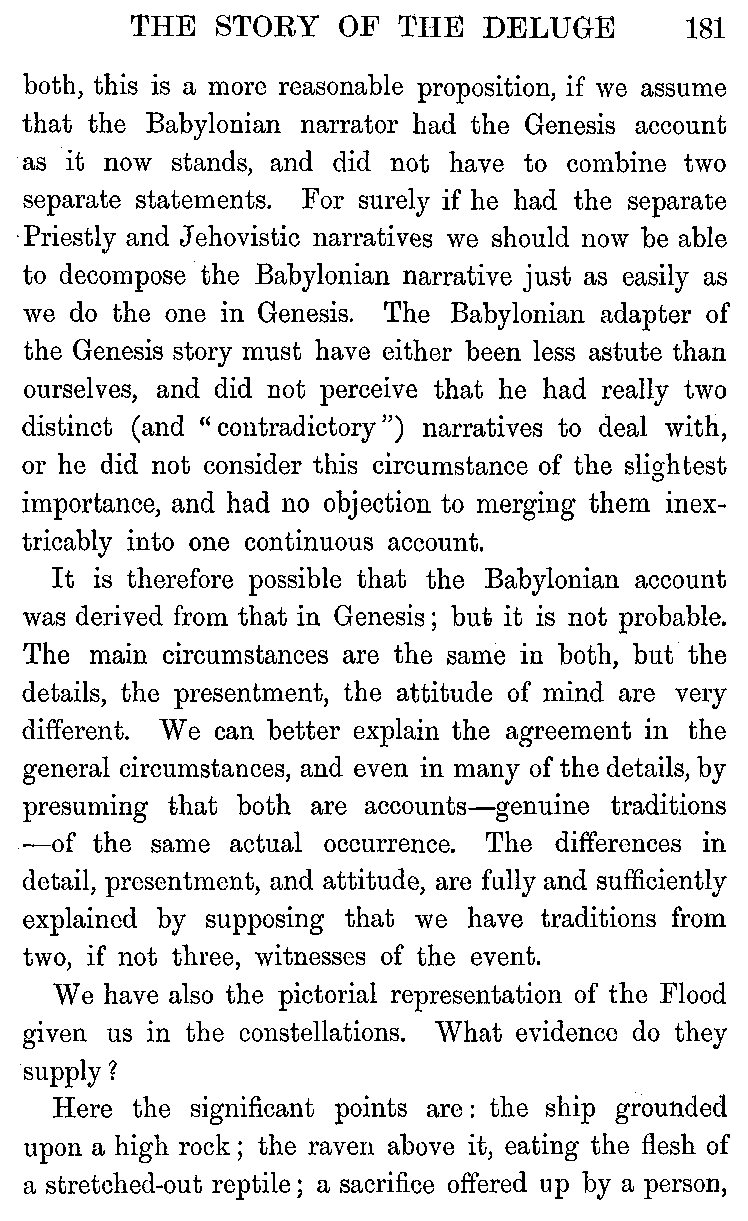 THE STORY OF THE DELUGE 181
both, this is a more reasonable proposition, if we assume
that the Babylonian narrator had the Genesis account
as it now stands, and did not have to combine two
separate statements. For surely if he had the separate
Priestly and Jehovistic narratives we should now be able
to decompose the Babylonian narrative just as easily as
we do the one in Genesis. The Babylonian adapter of
the Genesis story must have either been less astute than
ourselves, and did not perceive that he had really two
distinct (and “contradictory”) narratives to deal with,
or he did not consider this circumstance of the slightest
importance, and had no objection to merging them inex-
tricably into one continuous account.
It is therefore possible that the Babylonian account
was derived from that in Genesis; but it is not probable.
The main circumstances are the same in both, but the
details, the presentment, the attitude of mind are very
different. We can better explain the agreement in the
general circumstances, and even in many of the details, by
presuming that both are accounts—genuine traditions
—of the same actual occurrence. The differences in
detail, presentment, and attitude, are fully and sufficiently
explained by supposing that we have traditions from
two, if not three, witnesses of the event.
We have also the pictorial representation of the Flood
given us in the constellations. What evidence do they
supply?
Here the significant points are: the ship grounded
upon a high rock; the raven above it, eating the flesh of
a stretched-out reptile; a sacrifice offered up by a person,